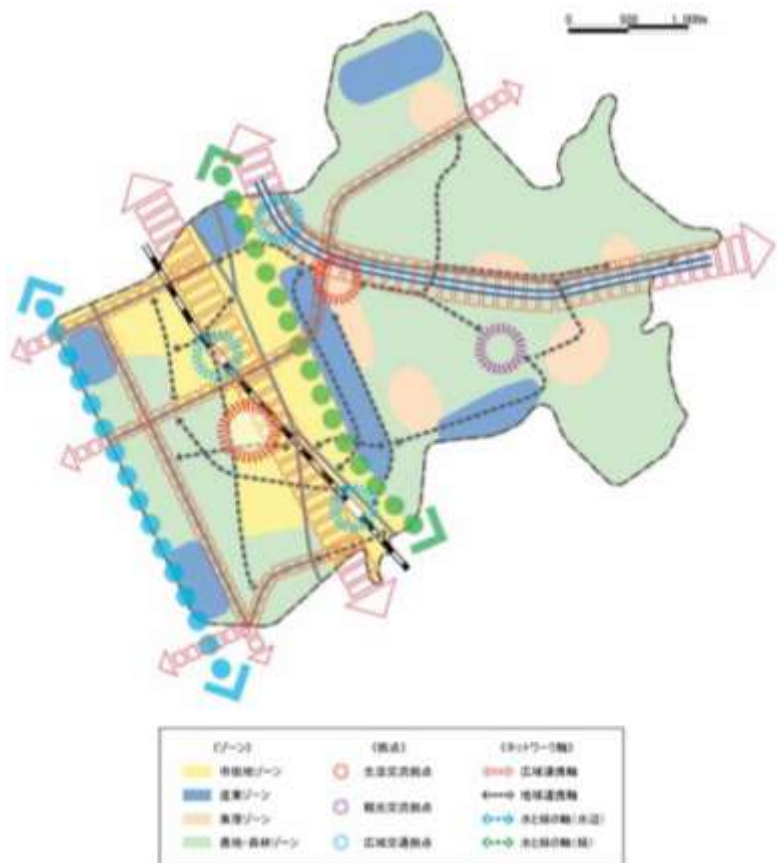 0 500
〈ゾーン〉
市街地ゾーン
産業ゾーン
集落ゾーン
農地・森林ゾーン
〈拠点〉
生活交流拠点
観光交流拠点
広域交通拠点
〈ネットワーク軸〉
広域連携軸
地域連携軸
水と緑の軸(水辺)
水と緑の軸(緑)